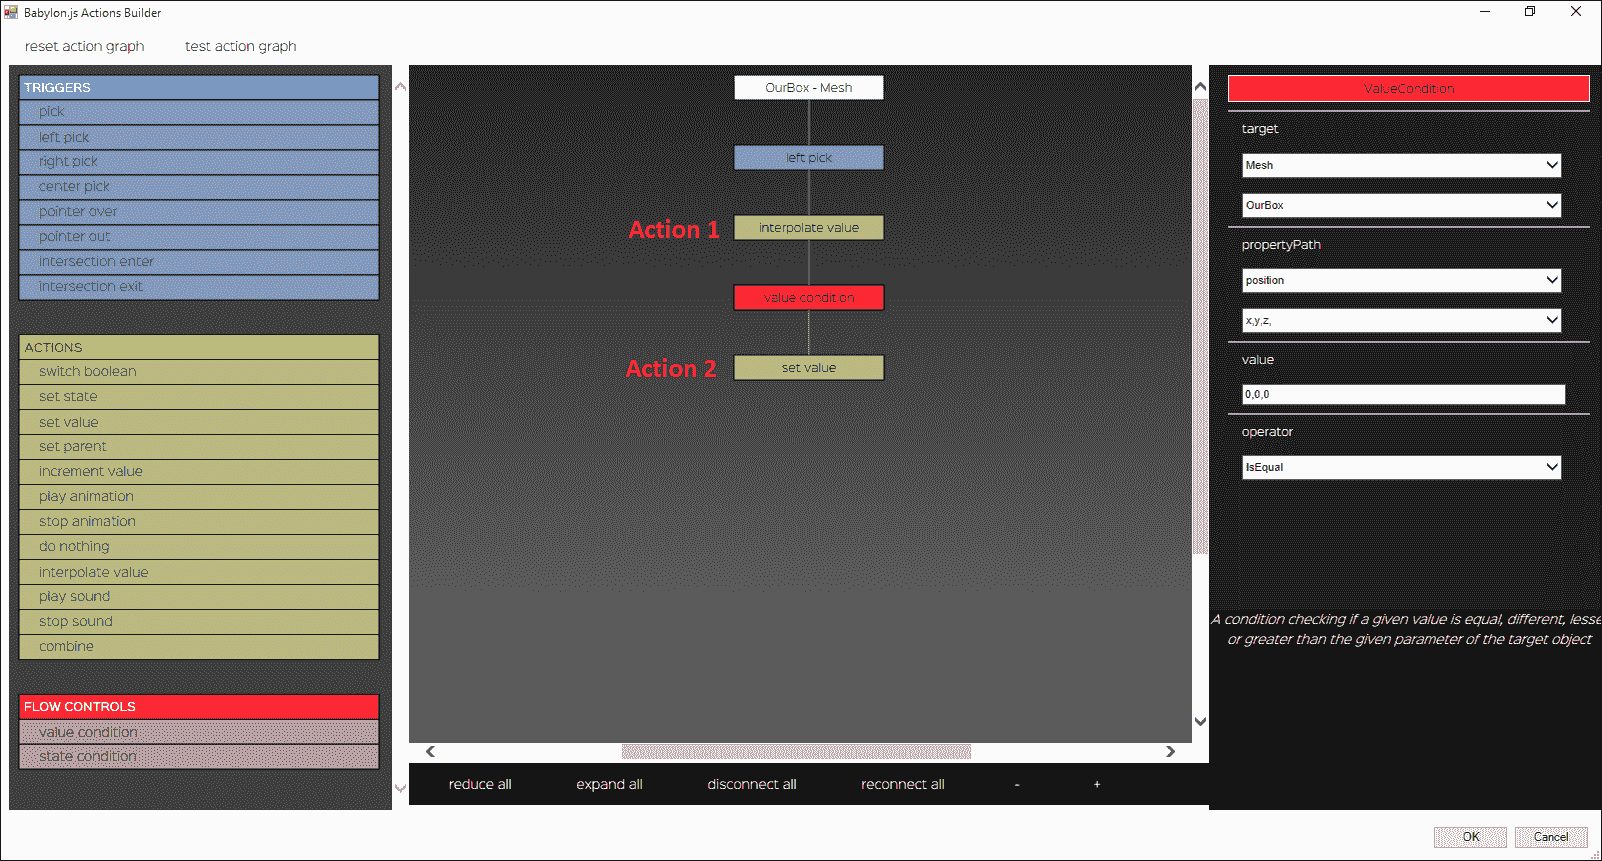 Babylon.js Actions Builder
reset action graph
test action graph
TRIGGERS
pick
left pick
right pick
center pick
pointer over
pointer out
intersection enter
intersection exit
ACTIONS
switch boolean
set state
set value
set parent
increment value
play animation
stop animation
do nothing
interpolate value
play sound
stop sound
combine
FLOW CONTROLS
value condition
state condition
OurBox - Mesh
left pick
Action 1
interpolate value
value condition
Action 2
set value
reduce all
expand all
disconnect all
reconnect all
-
+
ValueCondition
target
Mesh
OurBox
propertyPath
position
x,y,z,
value
0,0,0
operator
IsEqual
A condition checking if a given value is equal, different, lesse
or greater than the given parameter of the target object
OK
Cancel